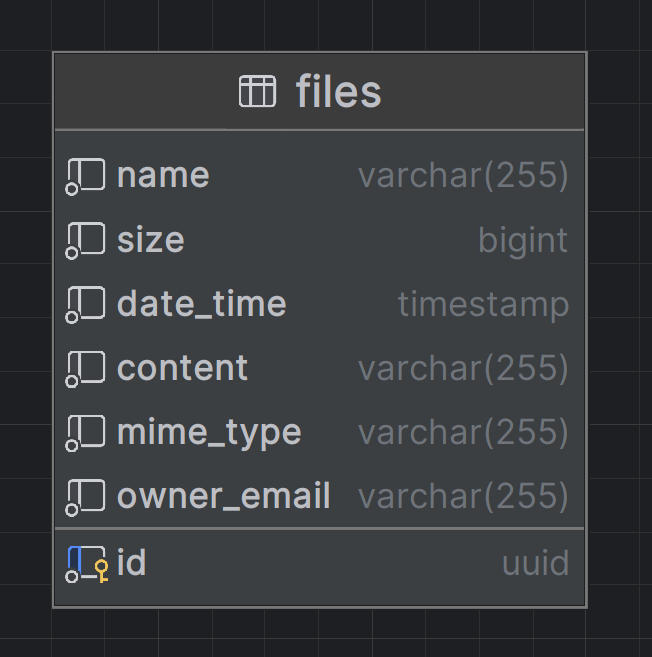 files
name varchar(255)
size bigint
date_time timestamp
content varchar(255)
mime_type varchar(255)
owner_email varchar(255)
id uuid